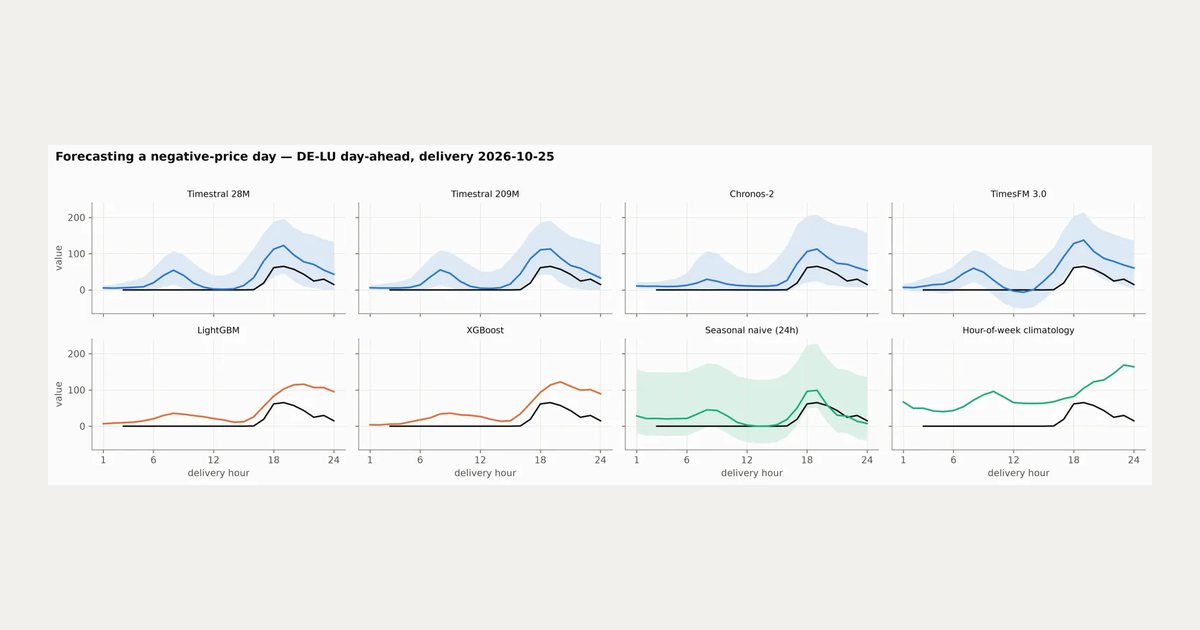 Forecasting a negative-price day — DE-LU day-ahead, delivery 2026-10-25
Timestral 28M
Timestral 209M
Chronos-2
TimesFM 3.0
200
100
0
value
LightGBM
XGBoost
Seasonal naive (24h)
Hour-of-week climatology
200
100
0
value
1 6 12 18 24
1 6 12 18 24
1 6 12 18 24
1 6 12 18 24
delivery hour
delivery hour
delivery hour
delivery hour